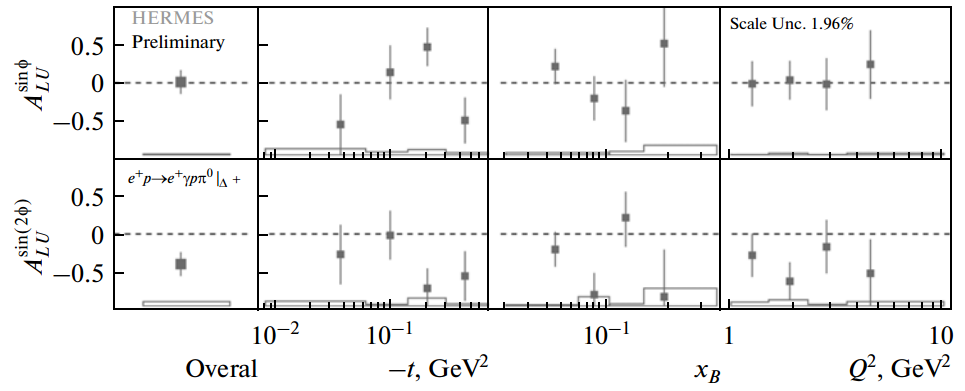 HERMES
Preliminary
Scale Unc. 1.96%
A_{LU}^{sin ϕ}
0.5
0
−0.5
e⁺p→e⁺γpπ⁰|_Δ +
A_{LU}^{sin (2ϕ)}
0.5
0
−0.5
10⁻² 10⁻¹ 10⁻¹ 1 10
Overal −t, GeV² x_B Q², GeV²